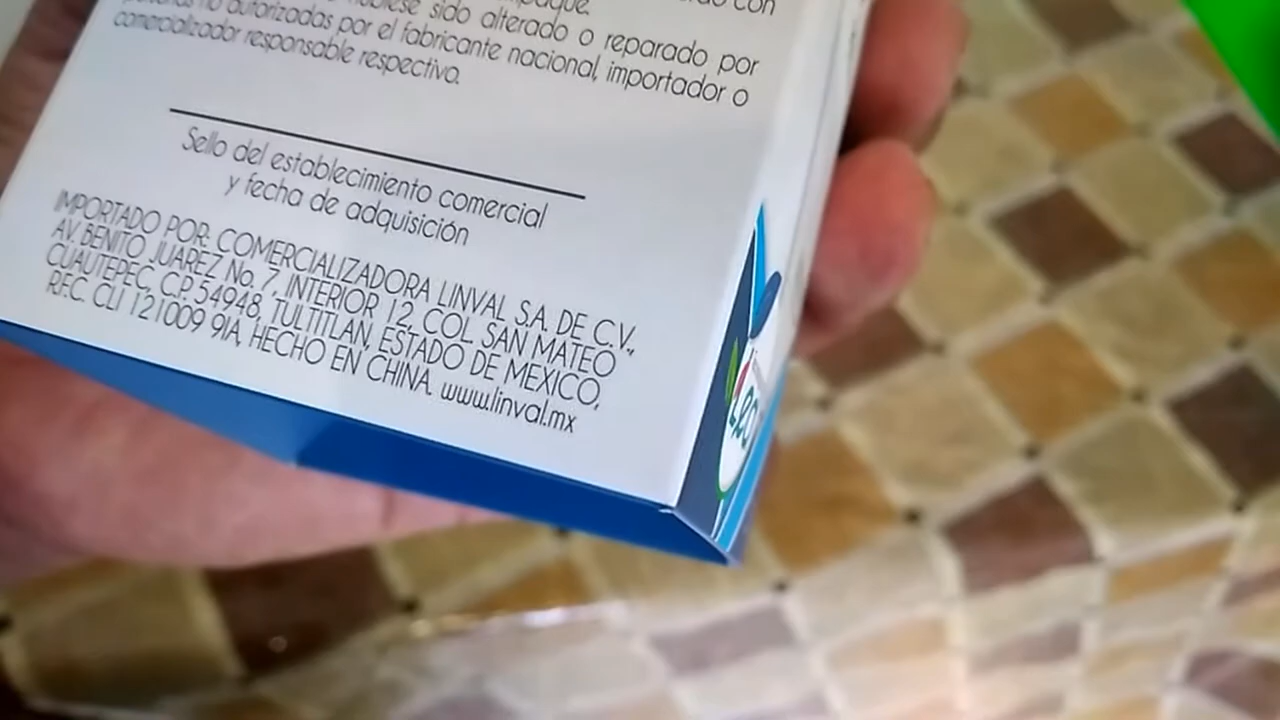 hubiese sido alterado o reparado por
no autorizadas por el fabricante nacional, importador o
comercializador responsable respectivo.
Sello del establecimiento comercial
y fecha de adquisición
IMPORTADO POR: COMERCIALIZADORA LINVAL S.A. DE C.V.,
AV BENITO JUAREZ No. 7 INTERIOR 12, COL. SAN MATEO
CUAUTEPEC, C.P. 54948, TULTITLAN, ESTADO DE MEXICO,
R.F.C. CLI 121009 9IA, HECHO EN CHINA. www.linval.mx